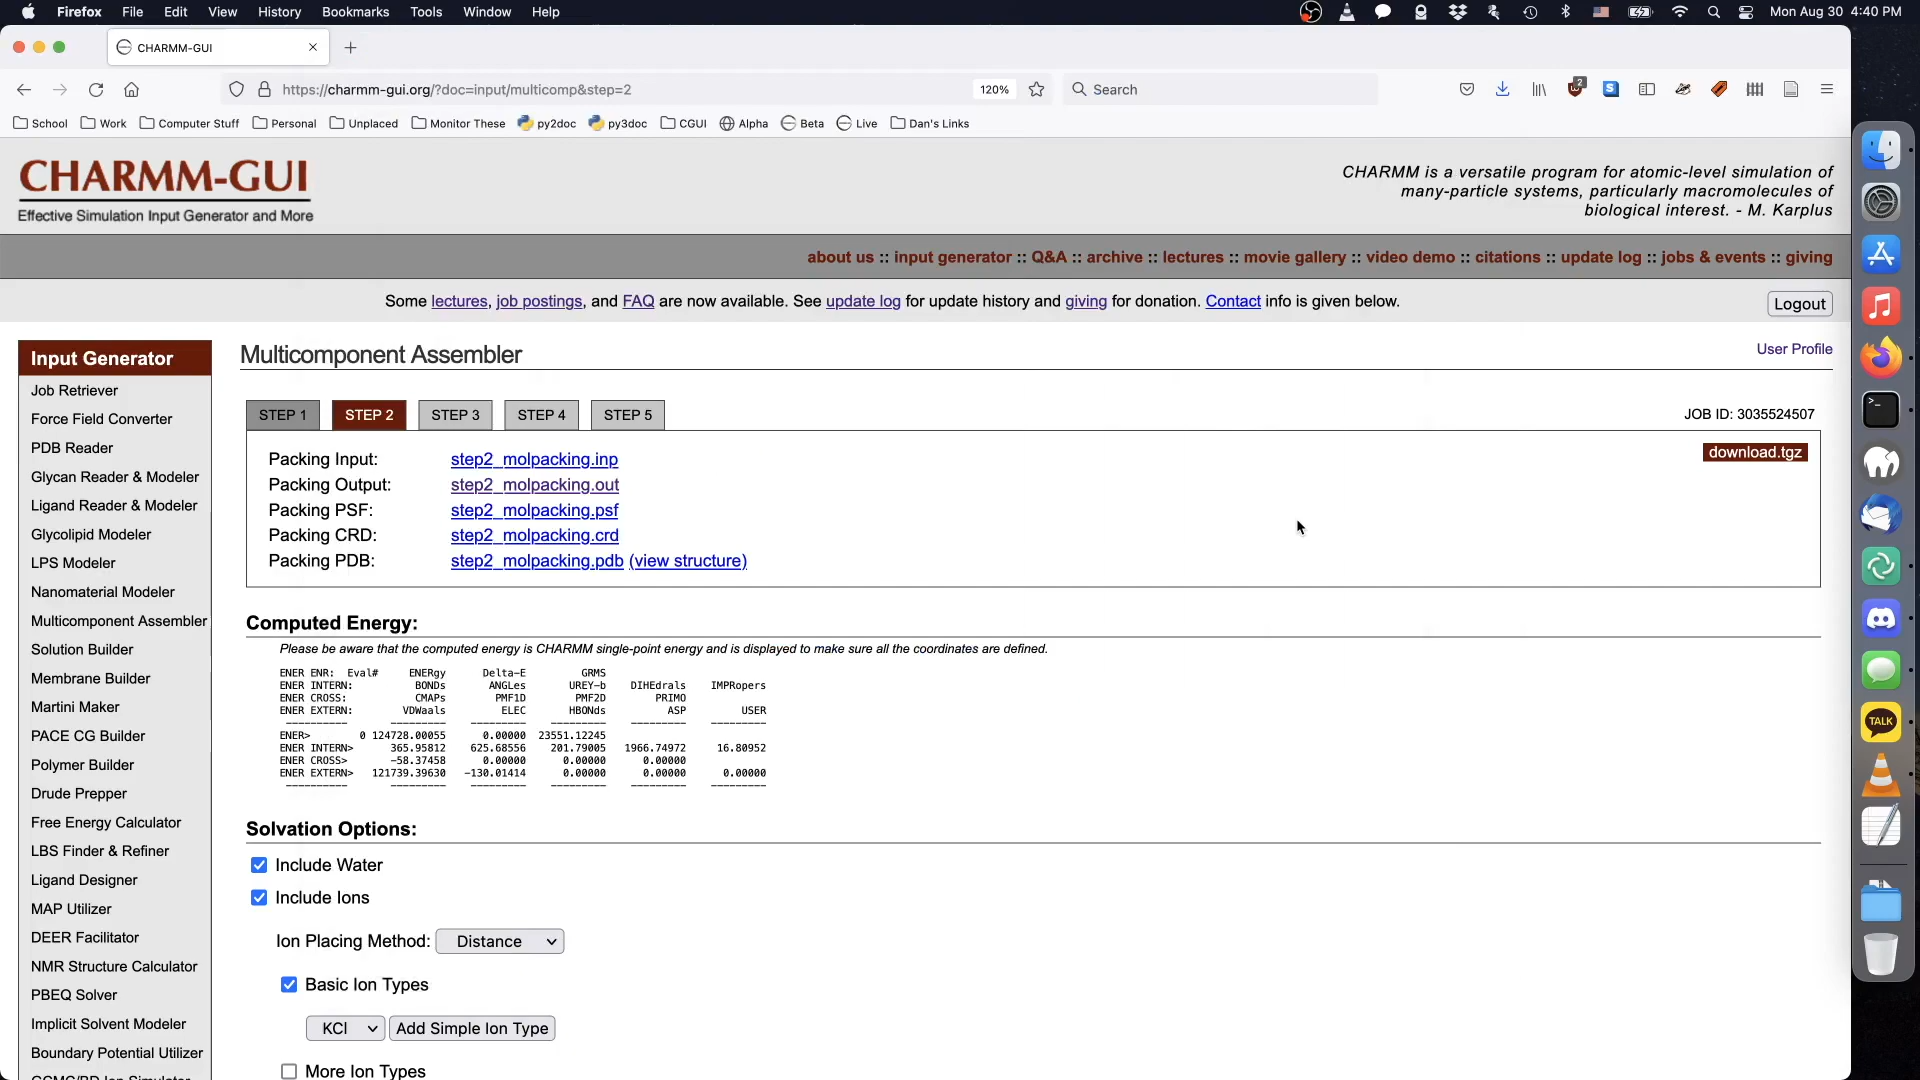 Firefox File Edit View History Bookmarks Tools Window Help
Mon Aug 30 4:40 PM
CHARMM-GUI
https://charmm-gui.org/?doc=input/multicomp&step=2
120%
Search
2
School Work Computer Stuff Personal Unplaced Monitor These py2doc py3doc CGUI Alpha Beta Live Dan's Links
CHARMM-GUI
Effective Simulation Input Generator and More
CHARMM is a versatile program for atomic-level simulation of
many-particle systems, particularly macromolecules of
biological interest. - M. Karplus
about us :: input generator :: Q&A :: archive :: lectures :: movie gallery :: video demo :: citations :: update log :: jobs & events :: giving
Some lectures, job postings, and FAQ are now available. See update log for update history and giving for donation. Contact info is given below.
Logout
Input Generator
Job Retriever
Force Field Converter
PDB Reader
Glycan Reader & Modeler
Ligand Reader & Modeler
Glycolipid Modeler
LPS Modeler
Nanomaterial Modeler
Multicomponent Assembler
Solution Builder
Membrane Builder
Martini Maker
PACE CG Builder
Polymer Builder
Drude Prepper
Free Energy Calculator
LBS Finder & Refiner
Ligand Designer
MAP Utilizer
DEER Facilitator
NMR Structure Calculator
PBEQ Solver
Implicit Solvent Modeler
Boundary Potential Utilizer
GCMC/BD Ion Simulator
Multicomponent Assembler
User Profile
STEP 1 STEP 2 STEP 3 STEP 4 STEP 5
JOB ID: 3035524507
download.tgz
Packing Input: step2_molpacking.inp
Packing Output: step2_molpacking.out
Packing PSF: step2_molpacking.psf
Packing CRD: step2_molpacking.crd
Packing PDB: step2_molpacking.pdb (view structure)
Computed Energy:
Please be aware that the computed energy is CHARMM single-point energy and is displayed to make sure all the coordinates are defined.
ENER ENR: Eval# ENERgy Delta-E GRMS
ENER INTERN: BONDs ANGLes UREY-b DIHEdrals IMPRopers
ENER CROSS: CMAPs PMF1D PMF2D PRIMO
ENER EXTERN: VDWaals ELEC HBONds ASP USER
---------- --------- --------- --------- --------- ---------
ENER> 0 124728.00055 0.00000 23551.12245
ENER INTERN> 365.95812 625.68556 201.79005 1966.74972 16.80952
ENER CROSS> -58.37458 0.00000 0.00000 0.00000
ENER EXTERN> 121739.39630 -130.01414 0.00000 0.00000 0.00000
---------- --------- --------- --------- --------- ---------
Solvation Options:
Include Water
Include Ions
Ion Placing Method: Distance
Basic Ion Types
KCl Add Simple Ion Type
More Ion Types
TALK